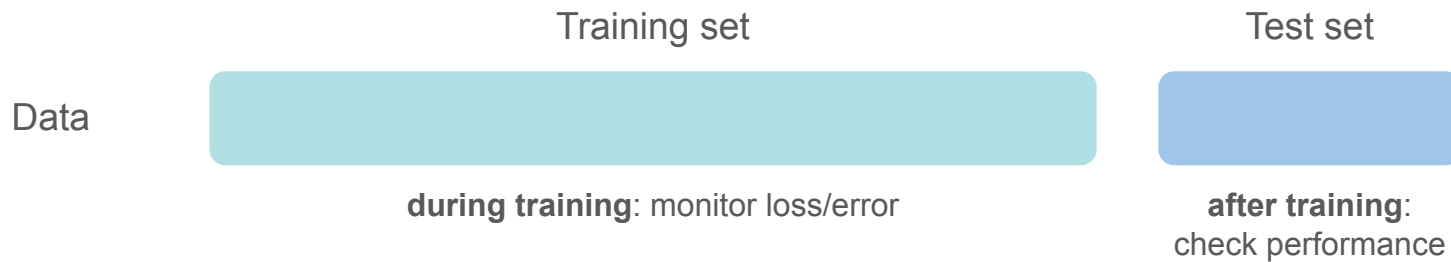 Training set
Test set
Data
during training: monitor loss/error
after training:
check performance